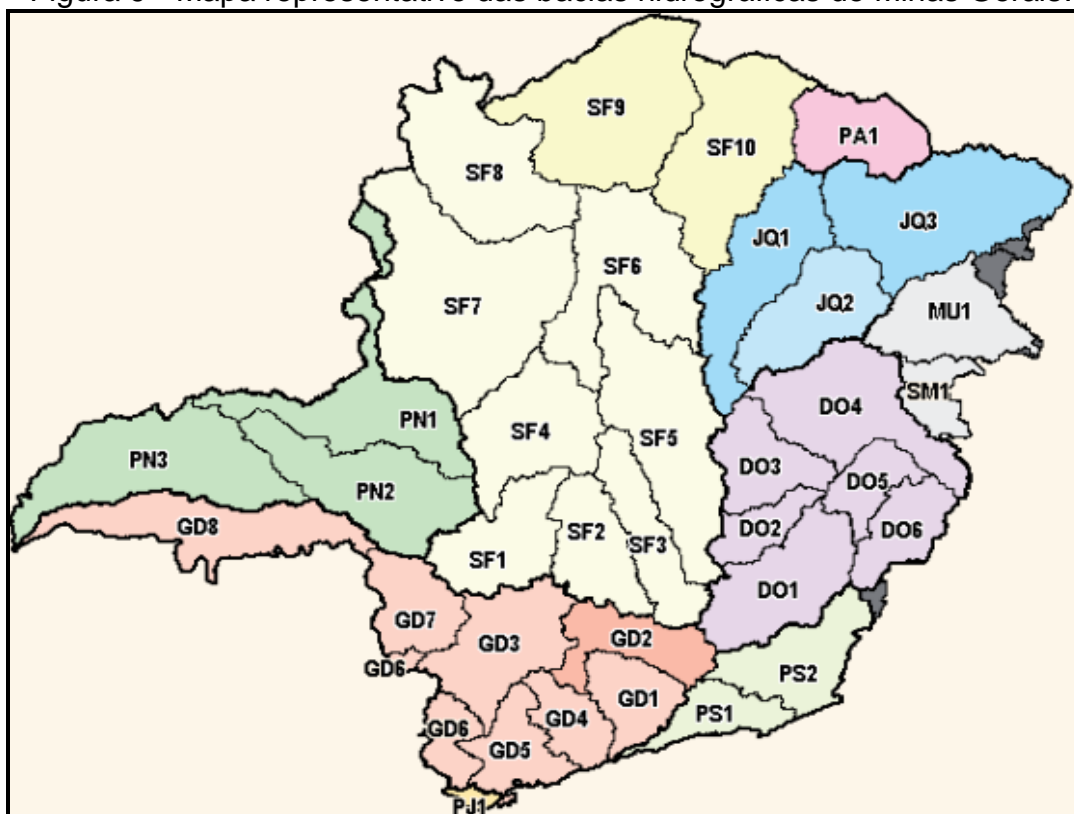 Figura - Mapa representativo das bacias hidrográficas de Minas Gerais.
SF9
SF10
PA1
SF8
JQ1
JQ3
SF6
SF7
JQ2
MU1
SM1
PN1
SF4
SF5
DO4
PN3
PN2
DO3
DO5
GD8
SF1
SF2
SF3
DO2
DO6
DO1
GD7
GD3
GD2
GD6
PS2
GD1
PS1
GD6
GD4
GD5
PJ1